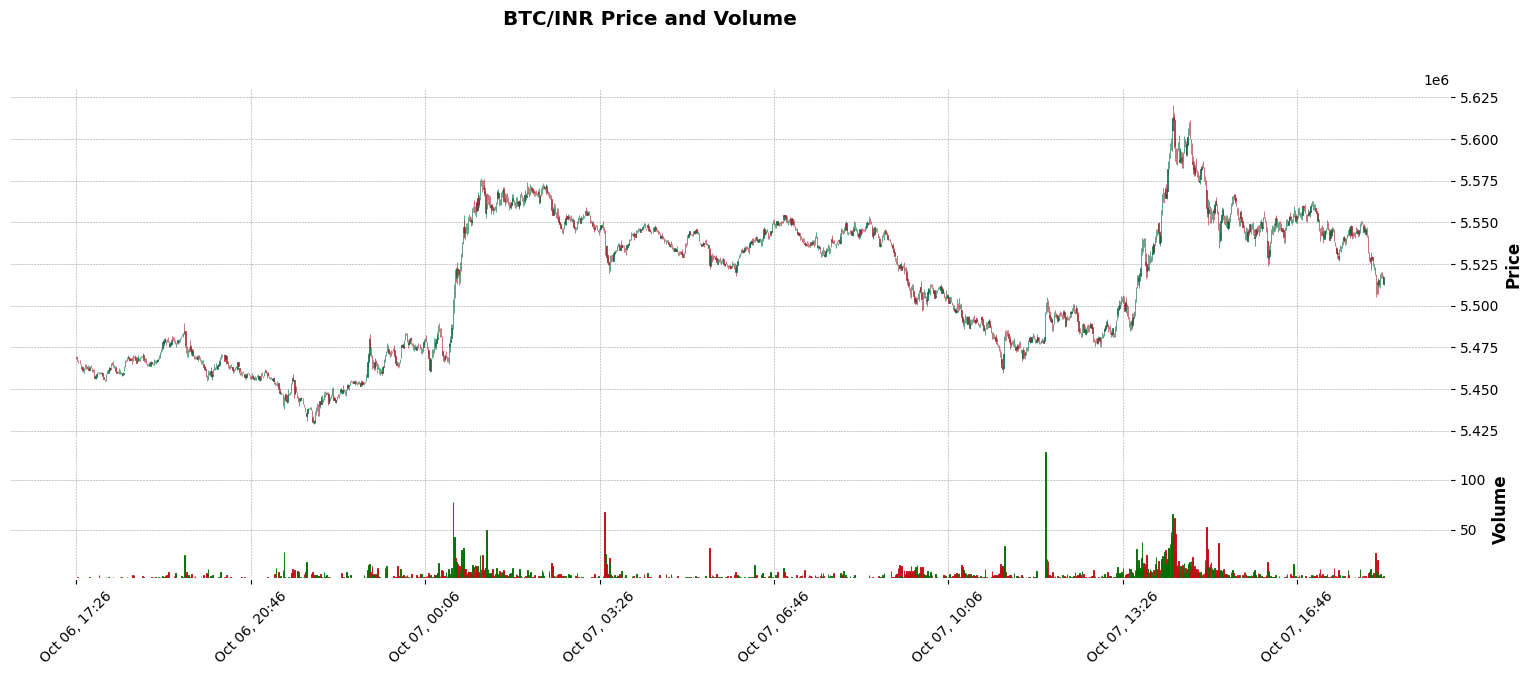 BTC/INR Price and Volume
1e6
5.625
5.600
5.575
5.550
5.525
5.500
5.475
5.450
5.425
Price
100
50
Volume
Oct 06, 17:26
Oct 06, 20:46
Oct 07, 00:06
Oct 07, 03:26
Oct 07, 06:46
Oct 07, 10:06
Oct 07, 13:26
Oct 07, 16:46